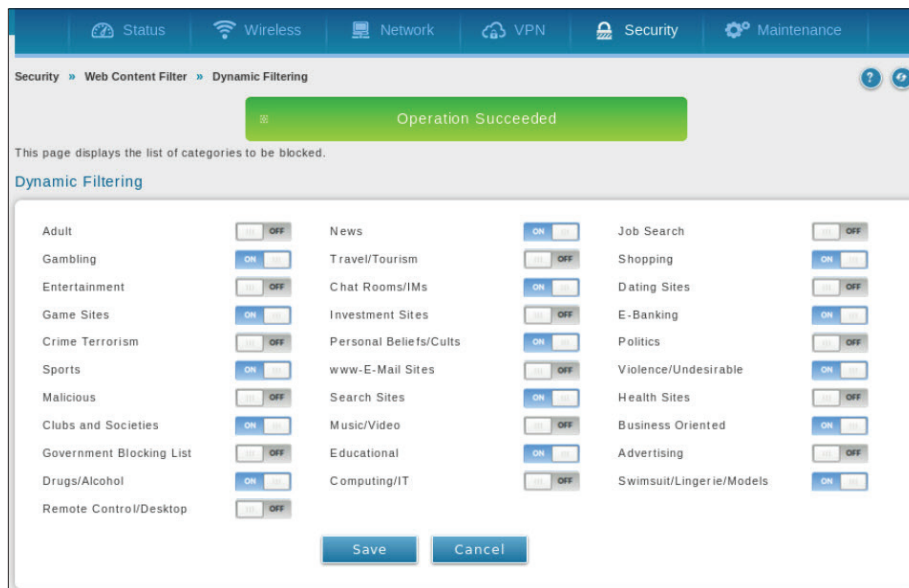 Status Wireless Network VPN Security Maintenance
Security » Web Content Filter » Dynamic Filtering
Operation Succeeded
This page displays the list of categories to be blocked.
Dynamic Filtering
Adult OFF News ON Job Search OFF
Gambling ON Travel/Tourism OFF Shopping ON
Entertainment OFF Chat Rooms/IMs ON Dating Sites OFF
Game Sites ON Investment Sites OFF E-Banking ON
Crime Terrorism OFF Personal Beliefs/Cults ON Politics OFF
Sports ON www-E-Mail Sites OFF Violence/Undesirable ON
Malicious OFF Search Sites ON Health Sites OFF
Clubs and Societies ON Music/Video OFF Business Oriented ON
Government Blocking List OFF Educational ON Advertising OFF
Drugs/Alcohol ON Computing/IT OFF Swimsuit/Lingerie/Models ON
Remote Control/Desktop OFF
Save Cancel